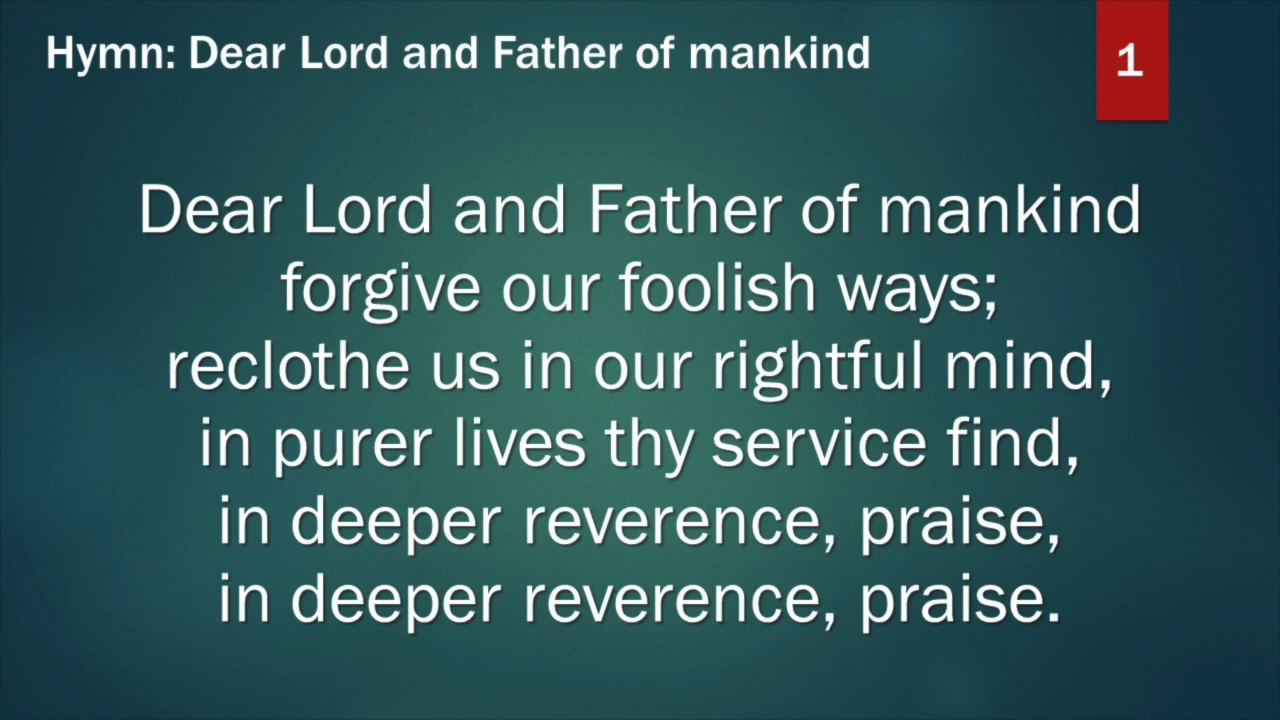 Hymn: Dear Lord and Father of mankind
1
Dear Lord and Father of mankind
forgive our foolish ways;
reclothe us in our rightful mind,
in purer lives thy service find,
in deeper reverence, praise,
in deeper reverence, praise.